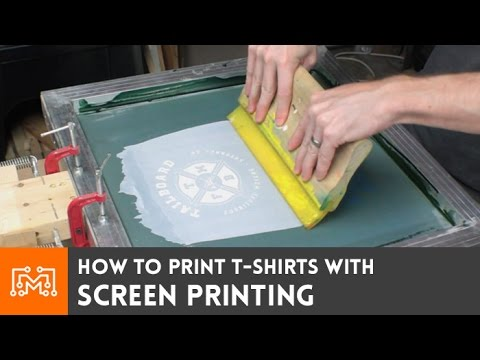 TAILBOARD
HOW TO PRINT T-SHIRTS WITH
SCREEN PRINTING